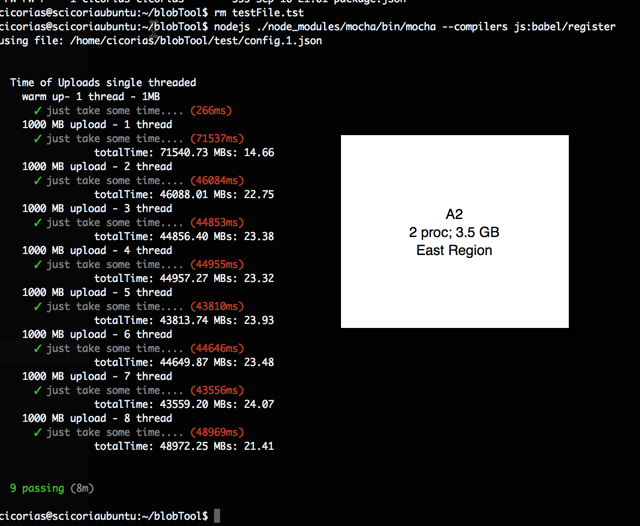 cicorias@scicoriaubuntu:~/blobTool$ rm testFile.tst
cicorias@scicoriaubuntu:~/blobTool$ nodejs ./node_modules/mocha/bin/mocha --compilers js:babel/register
using file: /home/cicorias/blobTool/test/config.1.json
Time of Uploads single threaded
warm up- 1 thread - 1MB
✓ just take some time.... (266ms)
1000 MB upload - 1 thread
✓ just take some time.... (71537ms)
totalTime: 71540.73 MBs: 14.66
1000 MB upload - 2 thread
✓ just take some time.... (46084ms)
totalTime: 46088.01 MBs: 22.75
1000 MB upload - 3 thread
✓ just take some time.... (44853ms)
totalTime: 44856.40 MBs: 23.38
1000 MB upload - 4 thread
✓ just take some time.... (44955ms)
totalTime: 44957.27 MBs: 23.32
1000 MB upload - 5 thread
✓ just take some time.... (43810ms)
totalTime: 43813.74 MBs: 23.93
1000 MB upload - 6 thread
✓ just take some time.... (44646ms)
totalTime: 44649.87 MBs: 23.48
1000 MB upload - 7 thread
✓ just take some time.... (43556ms)
totalTime: 43559.20 MBs: 24.07
1000 MB upload - 8 thread
✓ just take some time.... (48969ms)
totalTime: 48972.25 MBs: 21.41
9 passing (8m)
cicorias@scicoriaubuntu:~/blobTool$
A2
2 proc; 3.5 GB
East Region